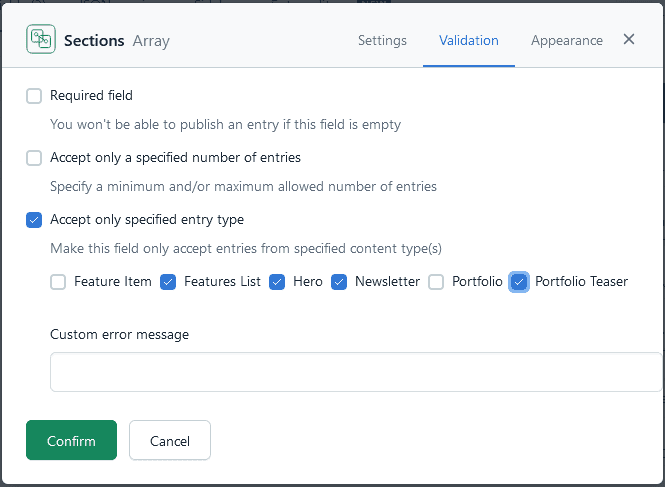 Sections Array Settings Validation Appearance
Required field
You won't be able to publish an entry if this field is empty
Accept only a specified number of entries
Specify a minimum and/or maximum allowed number of entries
Accept only specified entry type
Make this field only accept entries from specified content type(s)
Feature Item Features List Hero Newsletter Portfolio Portfolio Teaser
Custom error message
Confirm Cancel